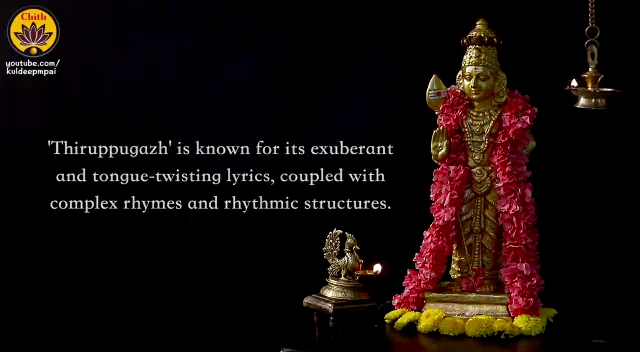 Chith
youtube.com/
kuldeepmpai
'Thiruppugazh' is known for its exuberant
and tongue-twisting lyrics, coupled with
complex rhymes and rhythmic structures.